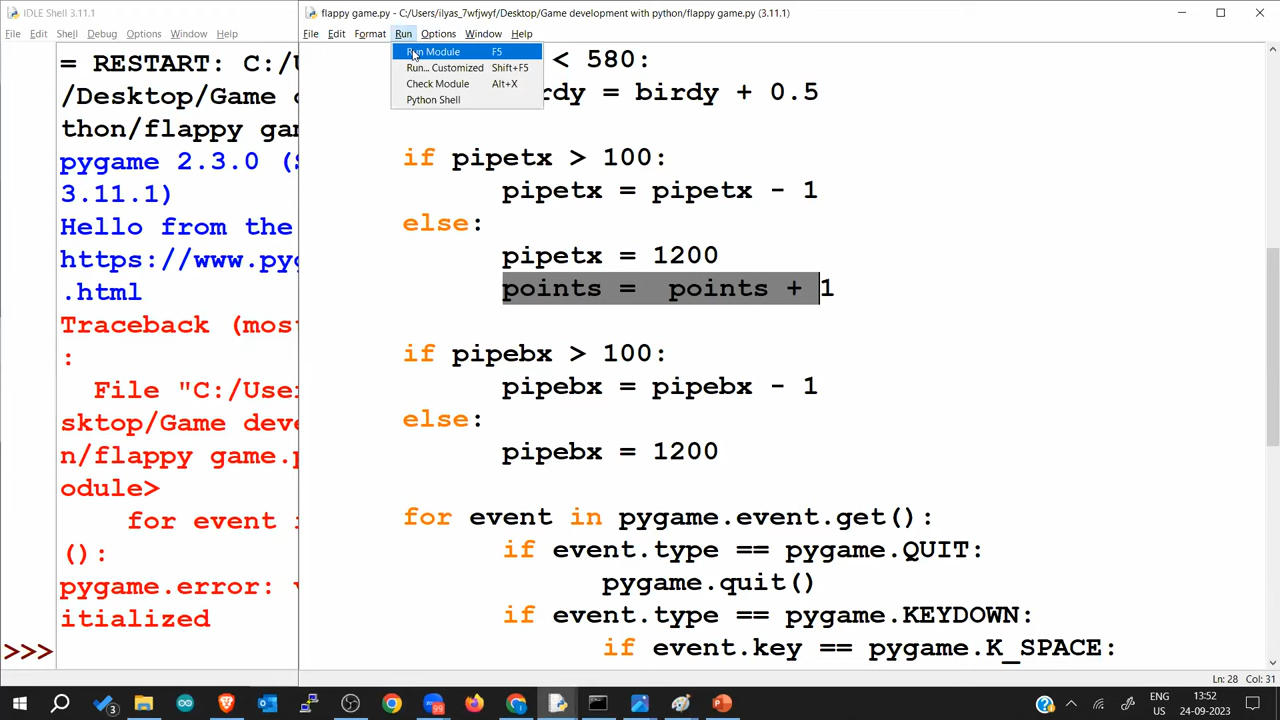 IDLE Shell 3.11.1
File Edit Shell Debug Options Window Help
= RESTART: C:/U
/Desktop/Game d
thon/flappy gam
pygame 2.3.0 (S
3.11.1)
Hello from the
https://www.pyg
.html
Traceback (most
:
File "C:/User
sktop/Game deve
n/flappy game.p
odule>
for event i
():
pygame.error: v
itialized
>>>
flappy game.py - C:/Users/ilyas_7wfjwyf/Desktop/Game development with python/flappy game.py (3.11.1)
File Edit Format Run Options Window Help
Run Module F5
Run... Customized Shift+F5
Check Module Alt+X
Python Shell
< 580:
rdy = birdy + 0.5
if pipetx > 100:
pipetx = pipetx - 1
else:
pipetx = 1200
points =  points + 1
if pipebx > 100:
pipebx = pipebx - 1
else:
pipebx = 1200
for event in pygame.event.get():
if event.type == pygame.QUIT:
pygame.quit()
if event.type == pygame.KEYDOWN:
if event.key == pygame.K_SPACE:
Ln: 28 Col: 31
3
99
ENG
US
13:52
24-09-2023